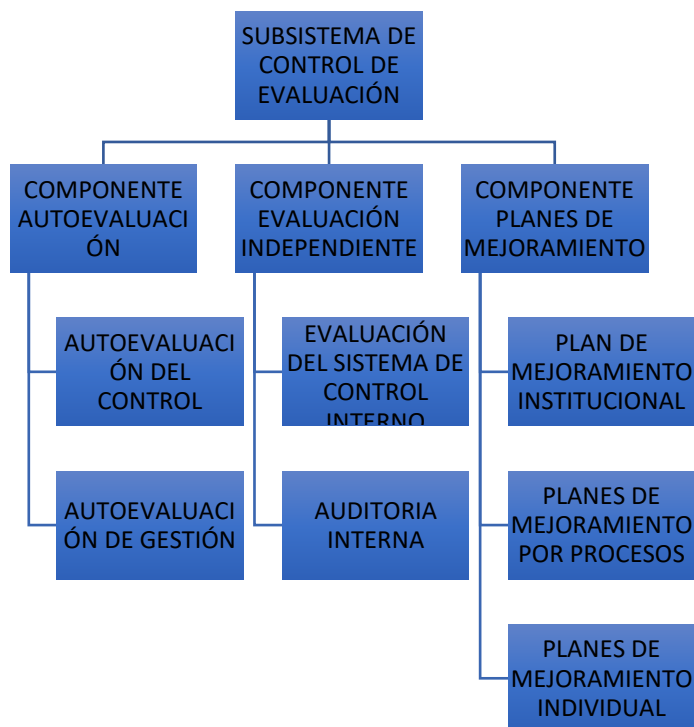 SUBSISTEMA DE
CONTROL DE
EVALUACIÓN
COMPONENTE
AUTOEVALUACI
ÓN
COMPONENTE
EVALUACIÓN
INDEPENDIENTE
COMPONENTE
PLANES DE
MEJORAMIENTO
AUTOEVALUACI
ÓN DEL
CONTROL
EVALUACIÓN
DEL SISTEMA DE
CONTROL
INTERNO
PLAN DE
MEJORAMIENTO
INSTITUCIONAL
AUTOEVALUACI
ÓN DE GESTIÓN
AUDITORIA
INTERNA
PLANES DE
MEJORAMIENTO
POR PROCESOS
PLANES DE
MEJORAMIENTO
INDIVIDUAL